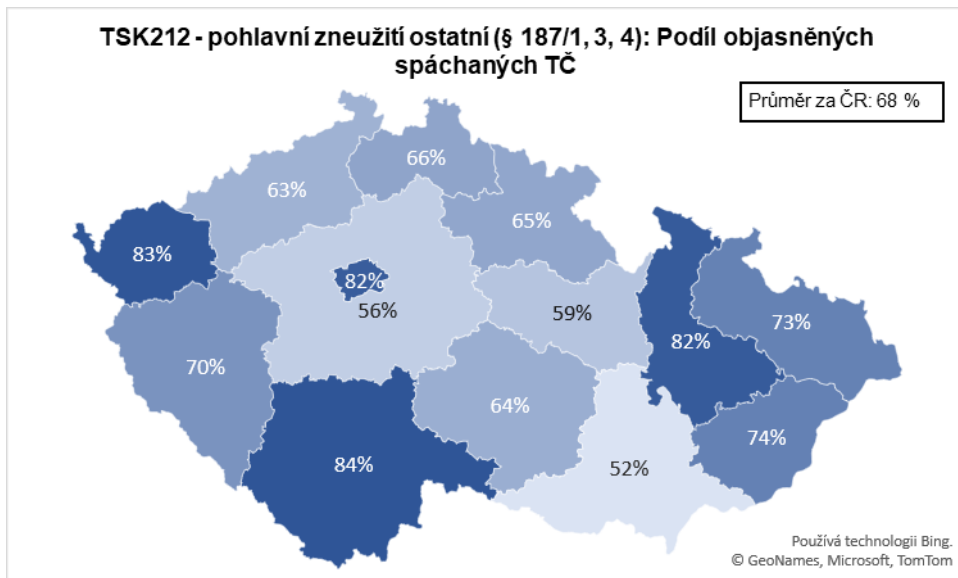 TSK212 - pohlavní zneužití ostatní (§ 187/1, 3, 4): Podíl objasněných
spáchaných TČ
Průměr za ČR: 68 %
66%
63%
65%
83%
82%
56%
59%
73%
82%
70%
64%
74%
84%
52%
Používá technologii Bing.
© GeoNames, Microsoft, TomTom